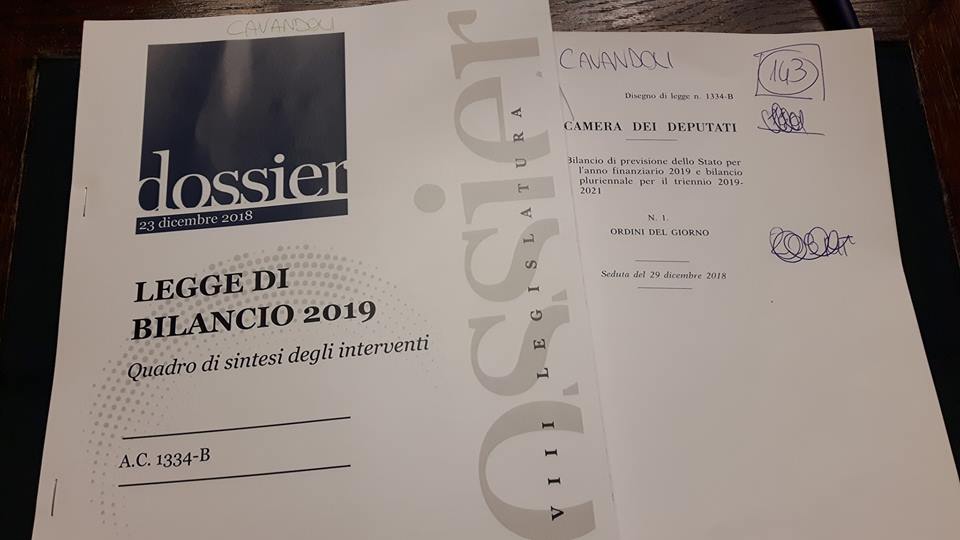 CAVANDOLI
dossier
23 dicembre 2018
LEGGE DI
BILANCIO 2019
Quadro di sintesi degli interventi
A.C. 1334-B
ossier
VIII LEGISLATURA
CAVANDOLI
143
Disegno di legge n. 1334-B
CAMERA DEI DEPUTATI
Bilancio di previsione dello Stato per
l'anno finanziario 2019 e bilancio
pluriennale per il triennio 2019-
2021
N. 1.
ORDINI DEL GIORNO
Seduta del 29 dicembre 2018